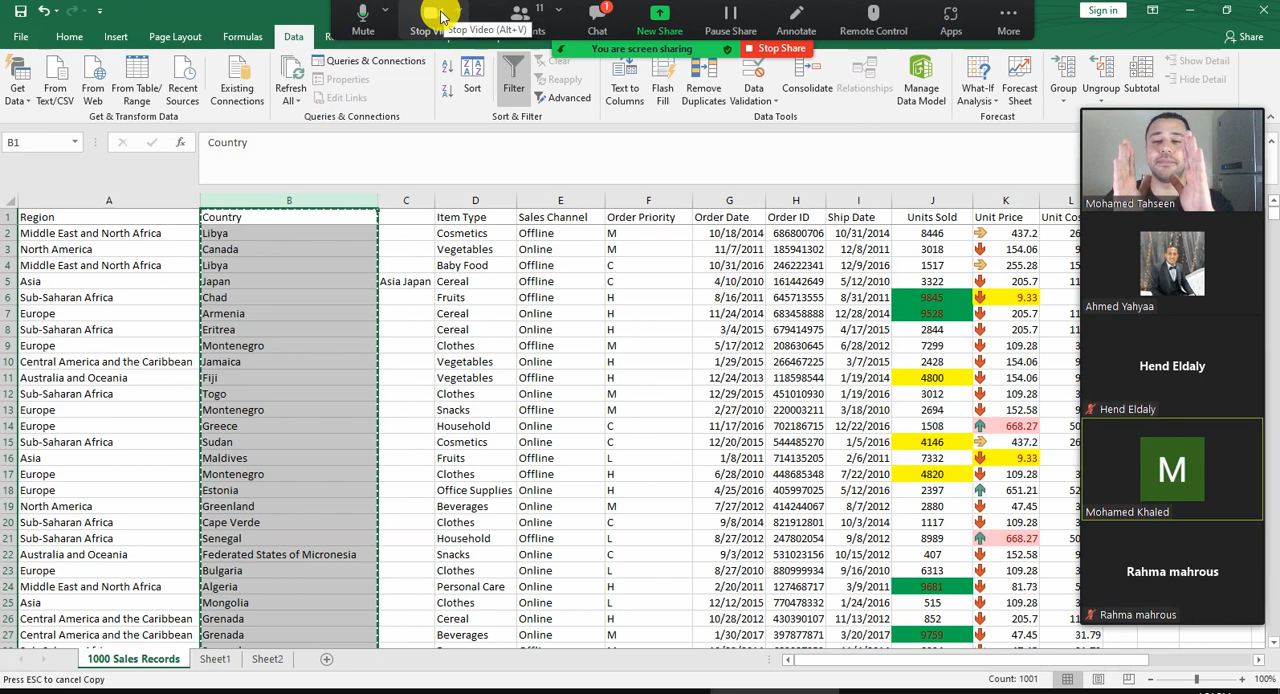 Sign in
File
Home
Insert
Page Layout
Formulas
Data
Mute
Stop Vi
Stop Video (Alt+V)
nts
11
Chat
1
New Share
Pause Share
Annotate
Remote Control
Apps
More
You are screen sharing
Stop Share
Share
Get Data
From Text/CSV
From Web
From Table/ Range
Recent Sources
Existing Connections
Get & Transform Data
Refresh All
Queries & Connections
Properties
Edit Links
Queries & Connections
Sort
Filter
Clear
Reapply
Advanced
Sort & Filter
Text to Columns
Flash Fill
Remove Duplicates
Data Validation
Consolidate
Relationships
Manage Data Model
Data Tools
What-If Analysis
Forecast Sheet
Forecast
Group
Ungroup
Subtotal
Show Detail
Hide Detail
B1
fx
Country
A B C D E F G H I J K L
1 Region Country Item Type Sales Channel Order Priority Order Date Order ID Ship Date Units Sold Unit Price Unit Cos
2 Middle East and North Africa Libya Cosmetics Offline M 10/18/2014 686800706 10/31/2014 8446 437.2 26
3 North America Canada Vegetables Online M 11/7/2011 185941302 12/8/2011 3018 154.06 9
4 Middle East and North Africa Libya Baby Food Offline C 10/31/2016 246222341 12/9/2016 1517 255.28 15
5 Asia Japan Asia Japan Cereal Offline C 4/10/2010 161442649 5/12/2010 3322 205.7 11
6 Sub-Saharan Africa Chad Fruits Offline H 8/16/2011 645713555 8/31/2011 9845 9.33
7 Europe Armenia Cereal Online H 11/24/2014 683458888 12/28/2014 9528 205.7 11
8 Sub-Saharan Africa Eritrea Cereal Online H 3/4/2015 679414975 4/17/2015 2844 205.7 11
9 Europe Montenegro Clothes Offline M 5/17/2012 208630645 6/28/2012 7299 109.28 3
10 Central America and the Caribbean Jamaica Vegetables Online H 1/29/2015 266467225 3/7/2015 2428 154.06 9
11 Australia and Oceania Fiji Vegetables Offline H 12/24/2013 118598544 1/19/2014 4800 154.06 9
12 Sub-Saharan Africa Togo Clothes Online M 12/29/2015 451010930 1/19/2016 3012 109.28 3
13 Europe Montenegro Snacks Offline M 2/27/2010 220003211 3/18/2010 2694 152.58 9
14 Europe Greece Household Online C 11/17/2016 702186715 12/22/2016 1508 668.27 50
15 Sub-Saharan Africa Sudan Cosmetics Online C 12/20/2015 544485270 1/5/2016 4146 437.2 26
16 Asia Maldives Fruits Offline L 1/8/2011 714135205 2/6/2011 7332 9.33
17 Europe Montenegro Clothes Offline H 6/28/2010 448685348 7/22/2010 4820 109.28 3
18 Europe Estonia Office Supplies Online H 4/25/2016 405997025 5/12/2016 2397 651.21 52
19 North America Greenland Beverages Online M 7/27/2012 414244067 8/7/2012 2880 47.45 3
20 Sub-Saharan Africa Cape Verde Clothes Online C 9/8/2014 821912801 10/3/2014 1117 109.28 3
21 Sub-Saharan Africa Senegal Household Offline L 8/27/2012 247802054 9/8/2012 8989 668.27 50
22 Australia and Oceania Federated States of Micronesia Snacks Online C 9/3/2012 531023156 10/15/2012 407 152.58 9
23 Europe Bulgaria Clothes Online L 8/27/2010 880999934 9/16/2010 6313 109.28 3
24 Middle East and North Africa Algeria Personal Care Online H 2/20/2011 127468717 3/9/2011 9681 81.73 5
25 Asia Mongolia Clothes Online L 12/12/2015 770478332 1/24/2016 515 109.28 3
26 Central America and the Caribbean Grenada Clothes Online H 10/28/2012 430390107 11/13/2012 852 109.28 3
27 Central America and the Caribbean Grenada Beverages Online M 1/30/2017 397877871 3/20/2017 9759 47.45 31.79
Mohamed Tahseen
Ahmed Yahyaa
Hend Eldaly
Hend Eldaly
M
Mohamed Khaled
Rahma mahrous
Rahma mahrous
1000 Sales Records
Sheet1
Sheet2
Press ESC to cancel Copy
Count: 1001
100%